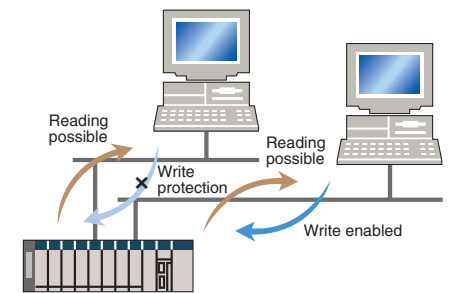 Reading
possible
Write
protection
Reading
possible
Write enabled